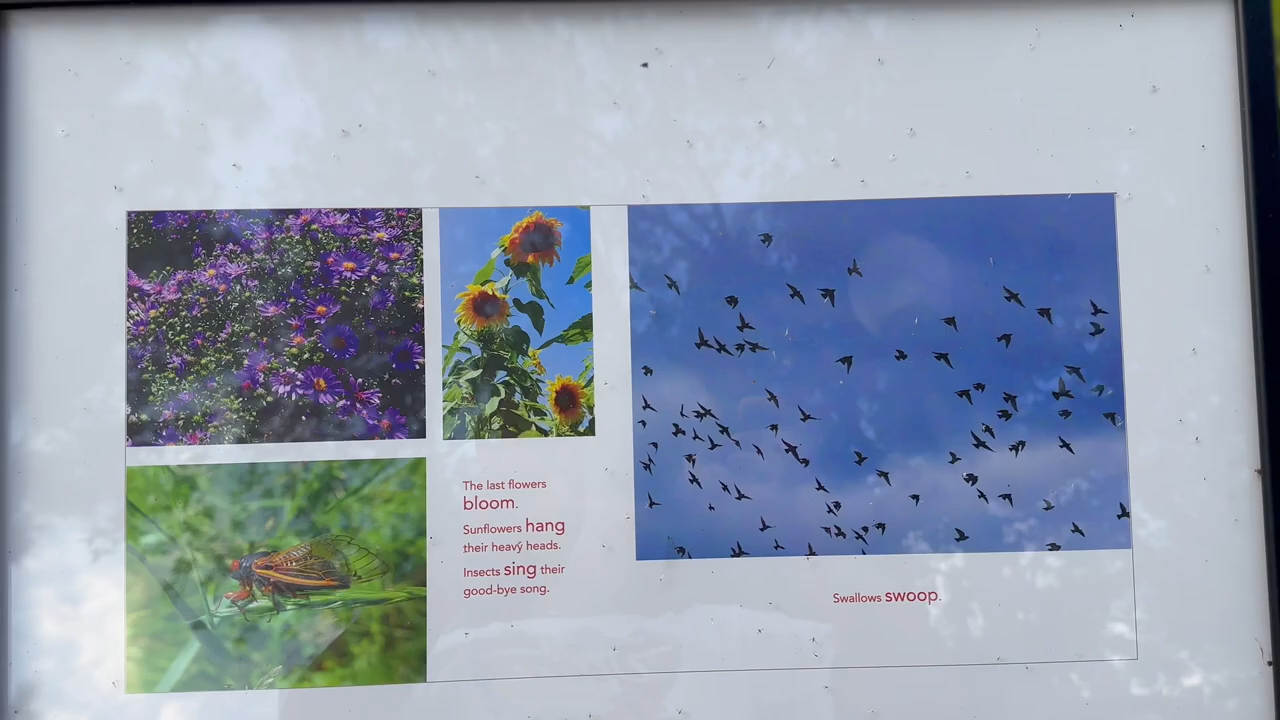 The last flowers
bloom.
Sunflowers hang
their heavy heads.
Insects sing their
good-bye song.
Swallows swoop.